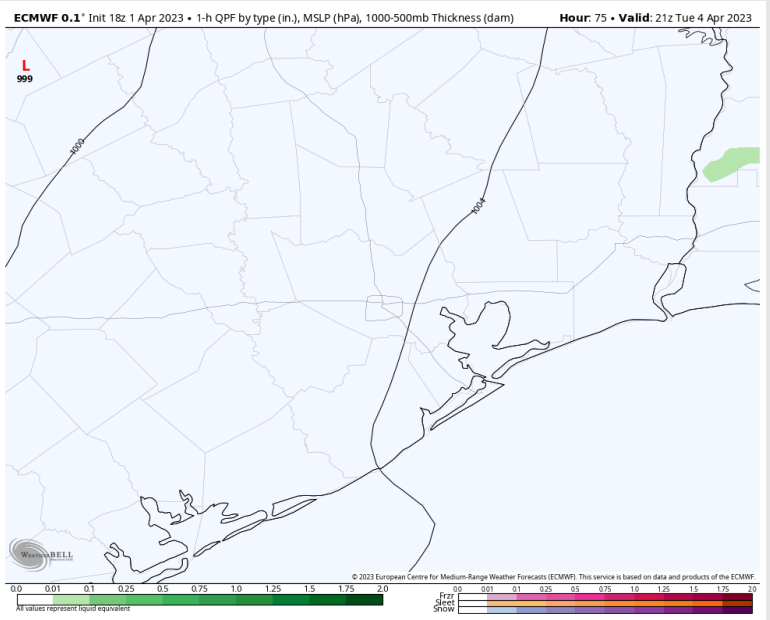 ECMWF 0.1° Init 18z 1 Apr 2023 • 1-h QPF by type (in.), MSLP (hPa), 1000-500mb Thickness (dam) Hour: 75 • Valid: 21z Tue 4 Apr 2023
L
999
1000
1004
WEATHERBELL
© 2023 European Centre for Medium-Range Weather Forecasts (ECMWF). This service is based on data and products of the ECMWF.
0.0 0.01 0.1 0.25 0.5 0.75 1.0 1.25 1.5 1.75 2.0
All values represent liquid equivalent
0.0 0.01 0.1 0.25 0.5 0.75 1.0 1.25 1.5 1.75 2.0
Frzr
Sleet
Snow